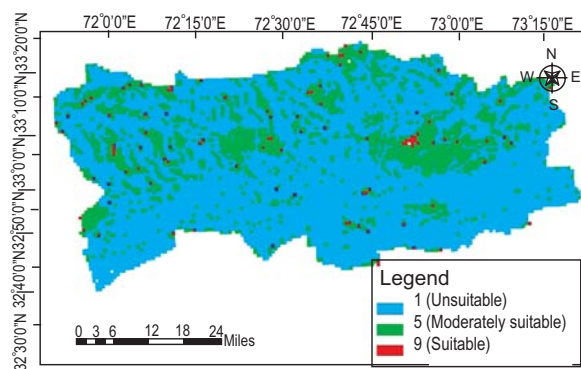 72°0'0"E 72°15'0"E 72°30'0"E 72°45'0"E 73°0'0"E 73°15'0"E
33°20'0"N
33°10'0"N
33°0'0"N
32°50'0"N
32°40'0"N
32°30'0"N
N
W E
S
Legend
1 (Unsuitable)
5 (Moderately suitable)
9 (Suitable)
0 3 6 12 18 24
Miles